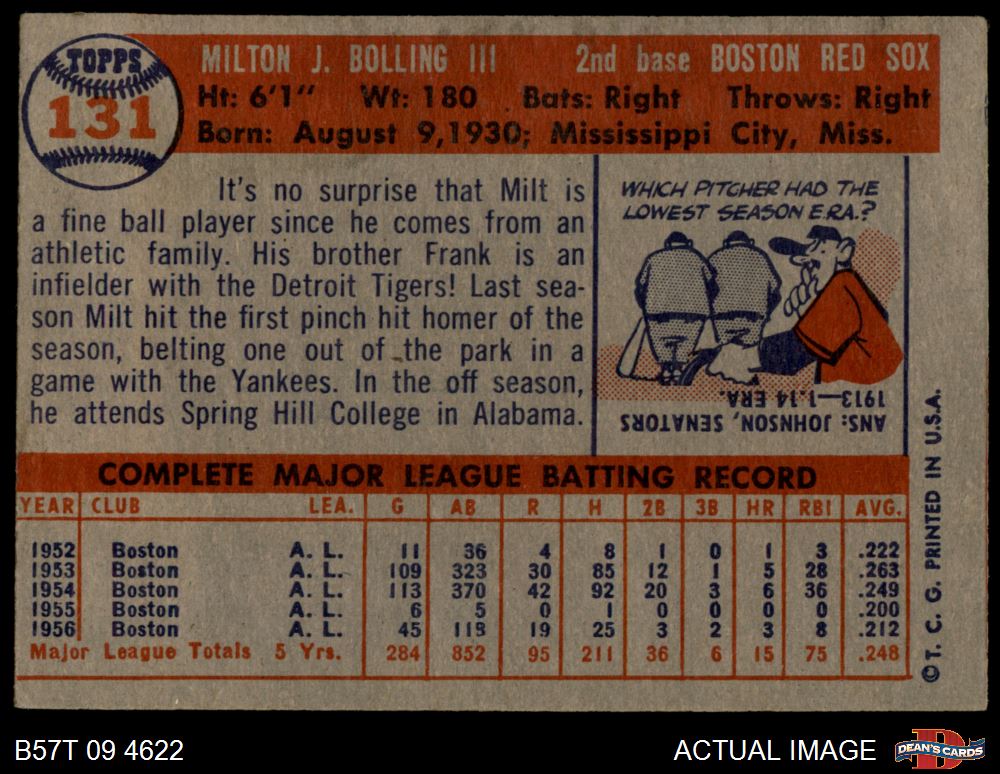 TOPPS
131
MILTON J. BOLLING III 2nd base BOSTON RED SOX
Ht: 6'1" Wt: 180 Bats: Right Throws: Right
Born: August 9, 1930; Mississippi City, Miss.
It's no surprise that Milt is
a fine ball player since he comes from an
athletic family. His brother Frank is an
infielder with the Detroit Tigers! Last sea-
son Milt hit the first pinch hit homer of the
season, belting one out of the park in a
game with the Yankees. In the off season,
he attends Spring Hill College in Alabama.
WHICH PITCHER HAD THE
LOWEST SEASON E.R.A.?
ANS: JOHNSON, SENATORS
1913—1.14 ERA.
COMPLETE MAJOR LEAGUE BATTING RECORD
YEAR CLUB LEA. G AB R H 2B 3B HR RBI AVG.
1952 Boston A. L. 11 36 4 8 1 0 1 3 .222
1953 Boston A. L. 109 323 30 85 12 1 5 28 .263
1954 Boston A. L. 113 370 42 92 20 3 6 36 .249
1955 Boston A. L. 6 5 0 1 0 0 0 0 .200
1956 Boston A. L. 45 118 19 25 3 2 3 8 .212
Major League Totals 5 Yrs. 284 852 95 211 36 6 15 75 .248
© T. C. G. PRINTED IN U.S.A.
B57T 09 4622
ACTUAL IMAGE
D
DEAN'S CARDS